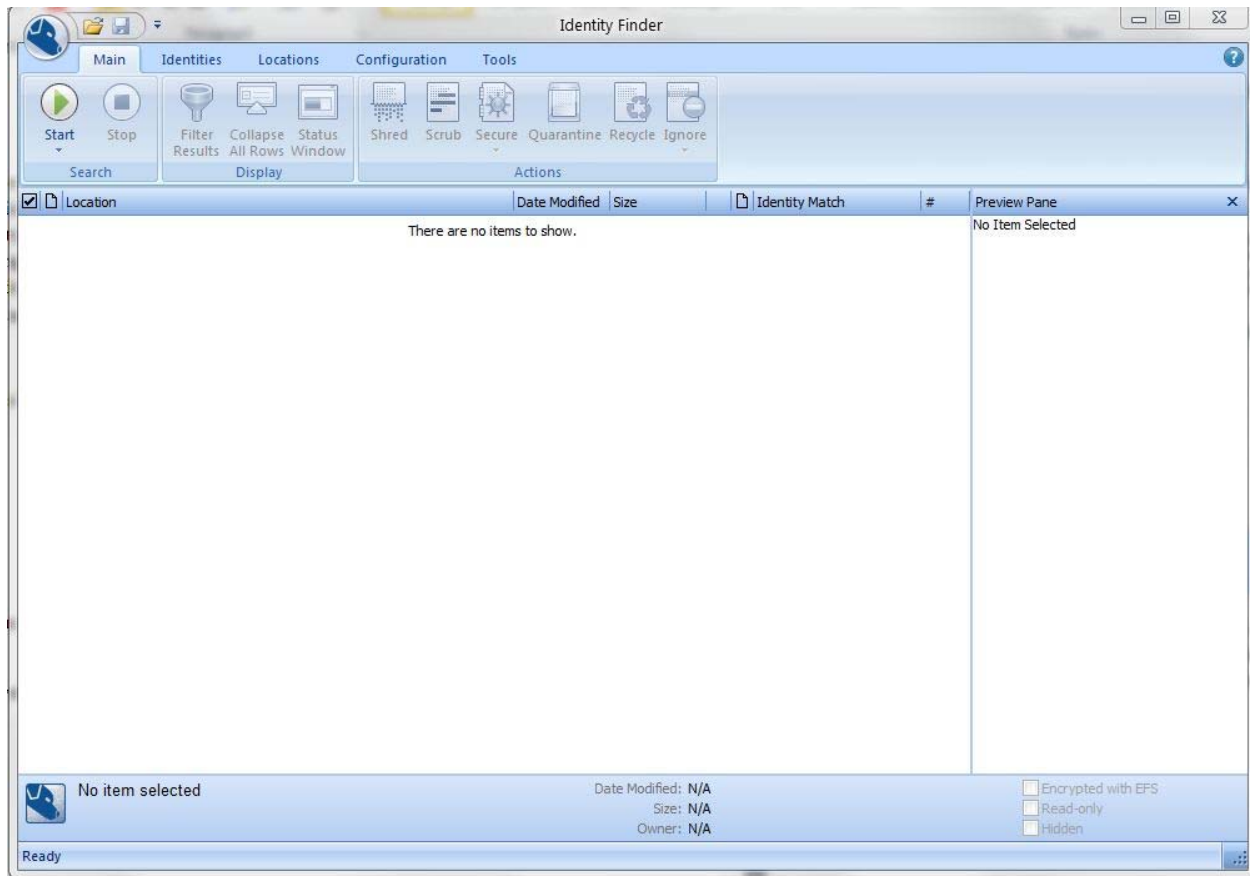 Identity Finder
Main Identities Locations Configuration Tools
Start Stop Filter Results Collapse All Rows Status Window Shred Scrub Secure Quarantine Recycle Ignore
Search Display Actions
Location Date Modified Size Identity Match # Preview Pane
There are no items to show. No Item Selected
No item selected Date Modified: N/A Encrypted with EFS
Size: N/A Read-only
Owner: N/A Hidden
Ready